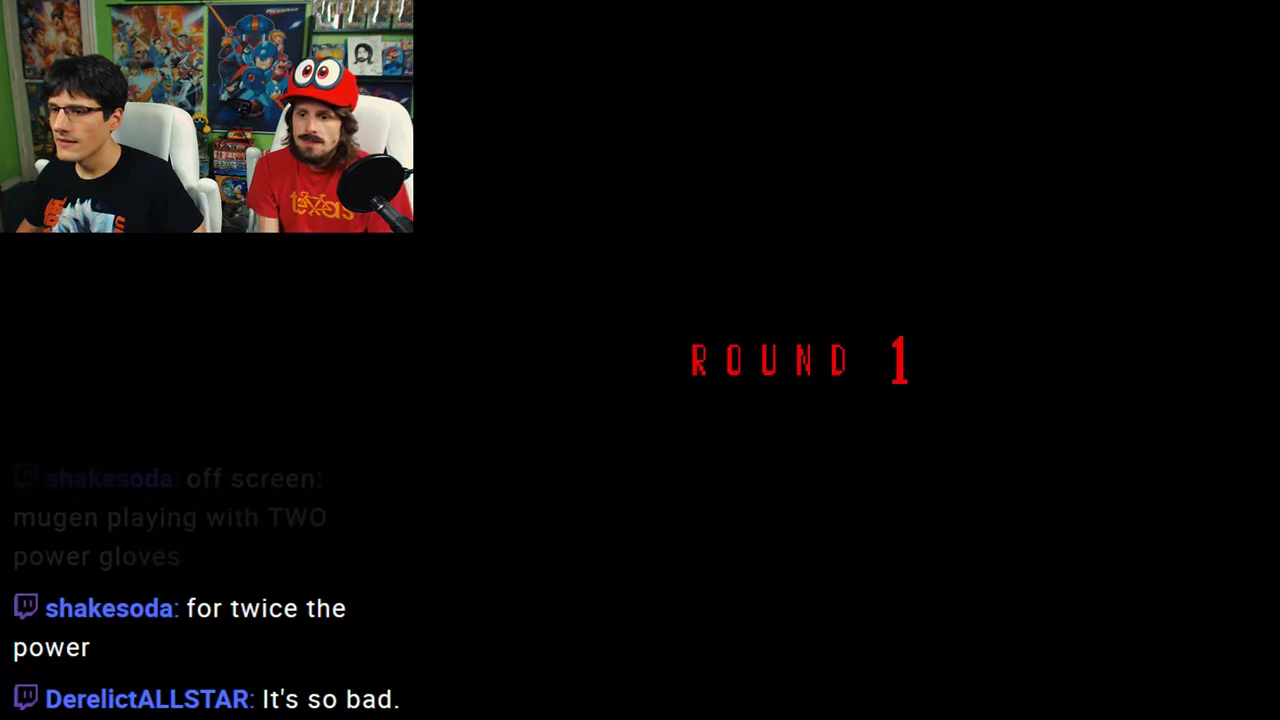 texas
ROUND 1
shakesoda: off screen:
mugen playing with TWO
power gloves
shakesoda: for twice the
power
DerelictALLSTAR: It's so bad.